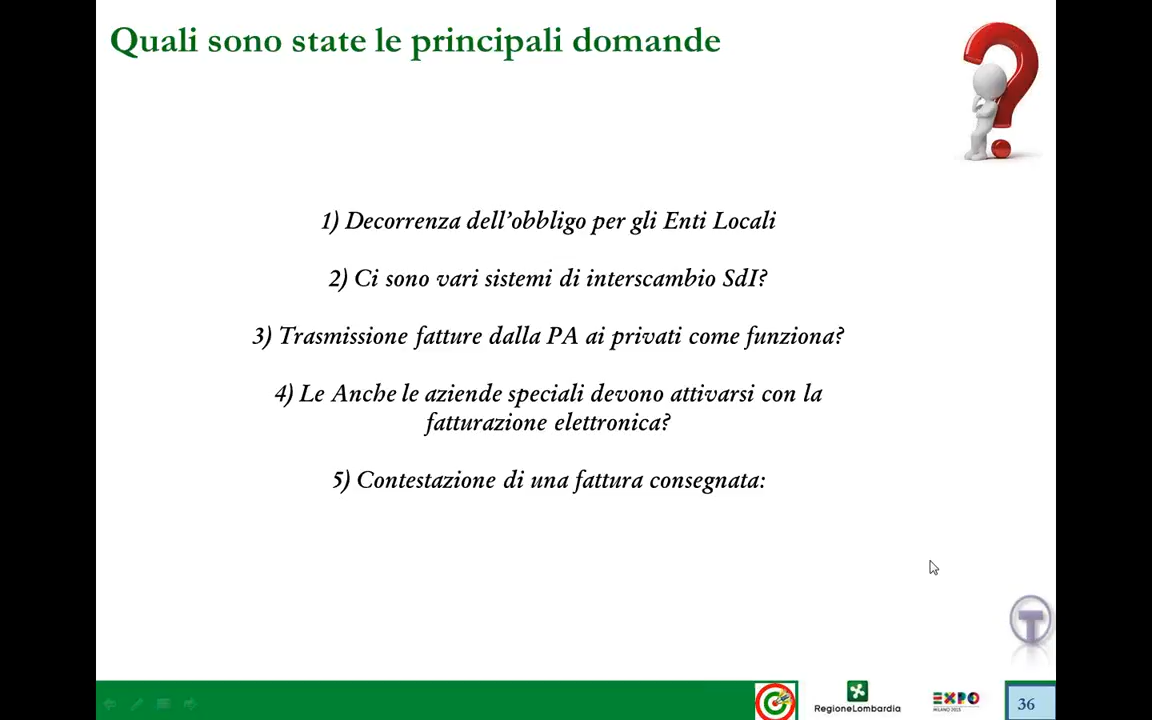 Quali sono state le principali domande
1) Decorrenza dell'obbligo per gli Enti Locali
2) Ci sono vari sistemi di interscambio SdI?
3) Trasmissione fatture dalla PA ai privati come funziona?
4) Le Anche le aziende speciali devono attivarsi con la
fatturazione elettronica?
5) Contestazione di una fattura consegnata:
T
RegioneLombardia
EXPO
MILANO 2015
36